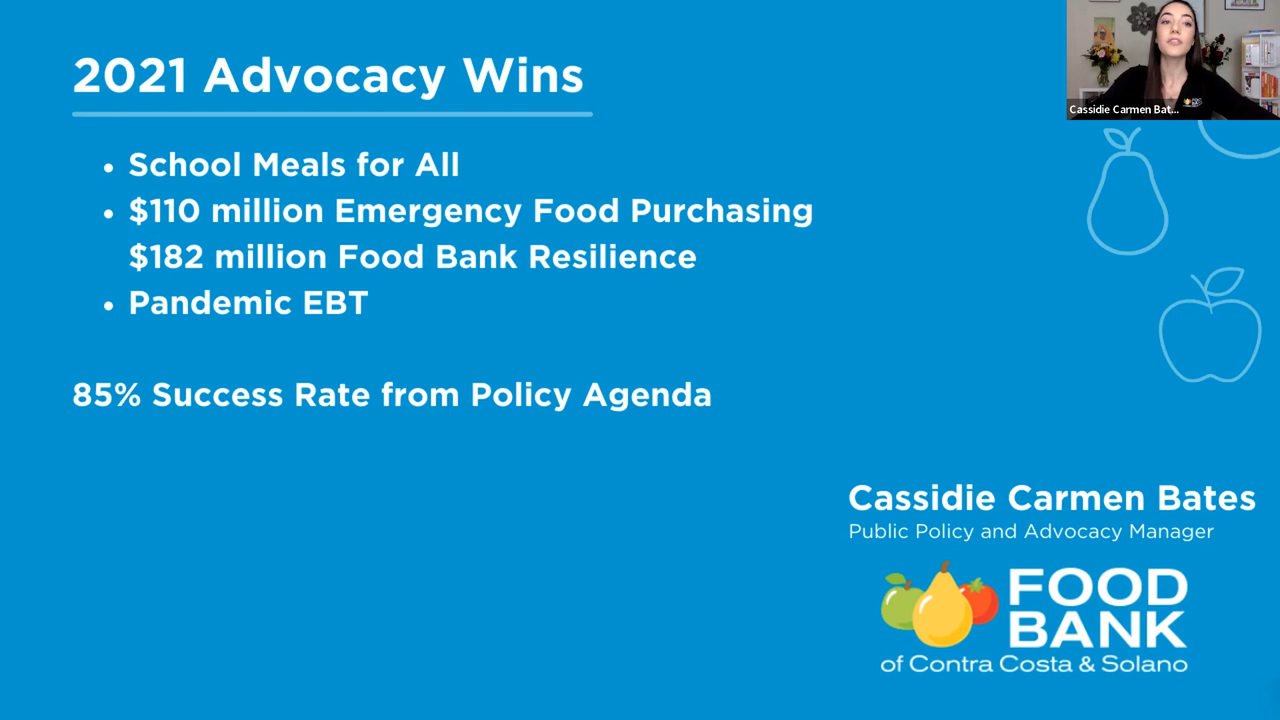 2021 Advocacy Wins
Cassidie Carmen Bat...
• School Meals for All
• $110 million Emergency Food Purchasing
$182 million Food Bank Resilience
• Pandemic EBT
85% Success Rate from Policy Agenda
Cassidie Carmen Bates
Public Policy and Advocacy Manager
FOOD
BANK
of Contra Costa & Solano